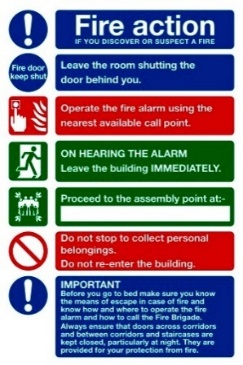 Fire action
IF YOU DISCOVER OR SUSPECT A FIRE
Fire door
keep shut
Leave the room shutting the
door behind you.
Operate the fire alarm using the
nearest available call point.
ON HEARING THE ALARM
Leave the building IMMEDIATELY.
Proceed to the assembly point at:-
Do not stop to collect personal
belongings.
Do not re-enter the building.
IMPORTANT
Before you go to bed make sure you know
the means of escape in case of fire and
know how and where to operate the fire
alarm and how to call the Fire Brigade.
Always ensure that doors across corridors
and between corridors and staircases are
kept closed, particularly at night. They are
provided for your protection from fire.